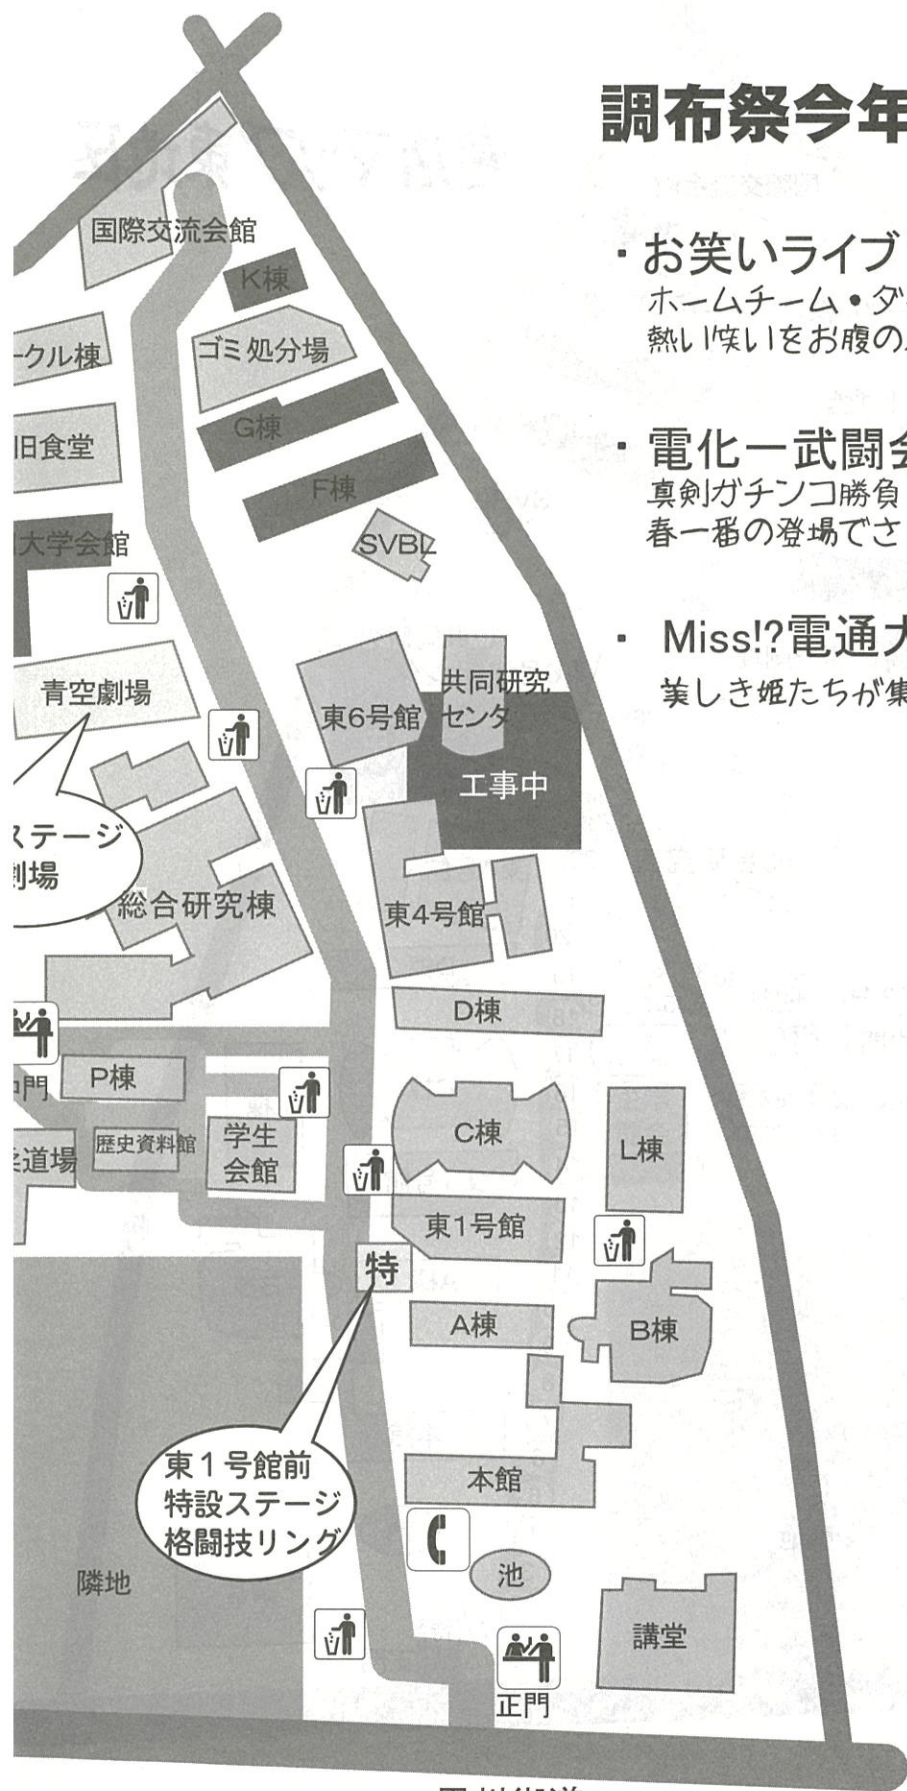 調布祭今年
・お笑いライブ
ホームチーム・ダ
熱い笑いをお腹の
・電化一武闘会
真剣ガチンコ勝負
春一番の登場でさ
・Miss!?電通大
美しき姫たちが集
国際交流会館
K棟
ークル棟
ゴミ処分場
旧食堂
G棟
F棟
大学会館
SVBL
青空劇場
東6号館
共同研究
センタ
工事中
ステージ
劇場
総合研究棟
東4号館
D棟
P棟
門
C棟
L棟
柔道場
歴史資料館
学生
会館
東1号館
特
A棟
B棟
東1号館前
特設ステージ
格闘技リング
本館
隣地
池
講堂
正門